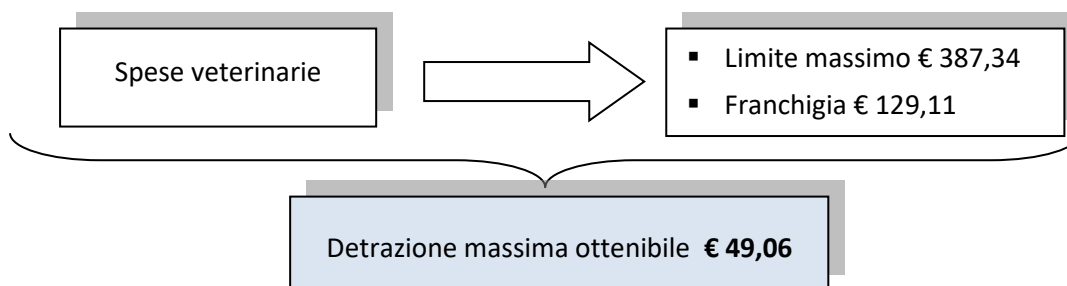 Spese veterinarie
▪ Limite massimo € 387,34
▪ Franchigia € 129,11
Detrazione massima ottenibile € 49,06